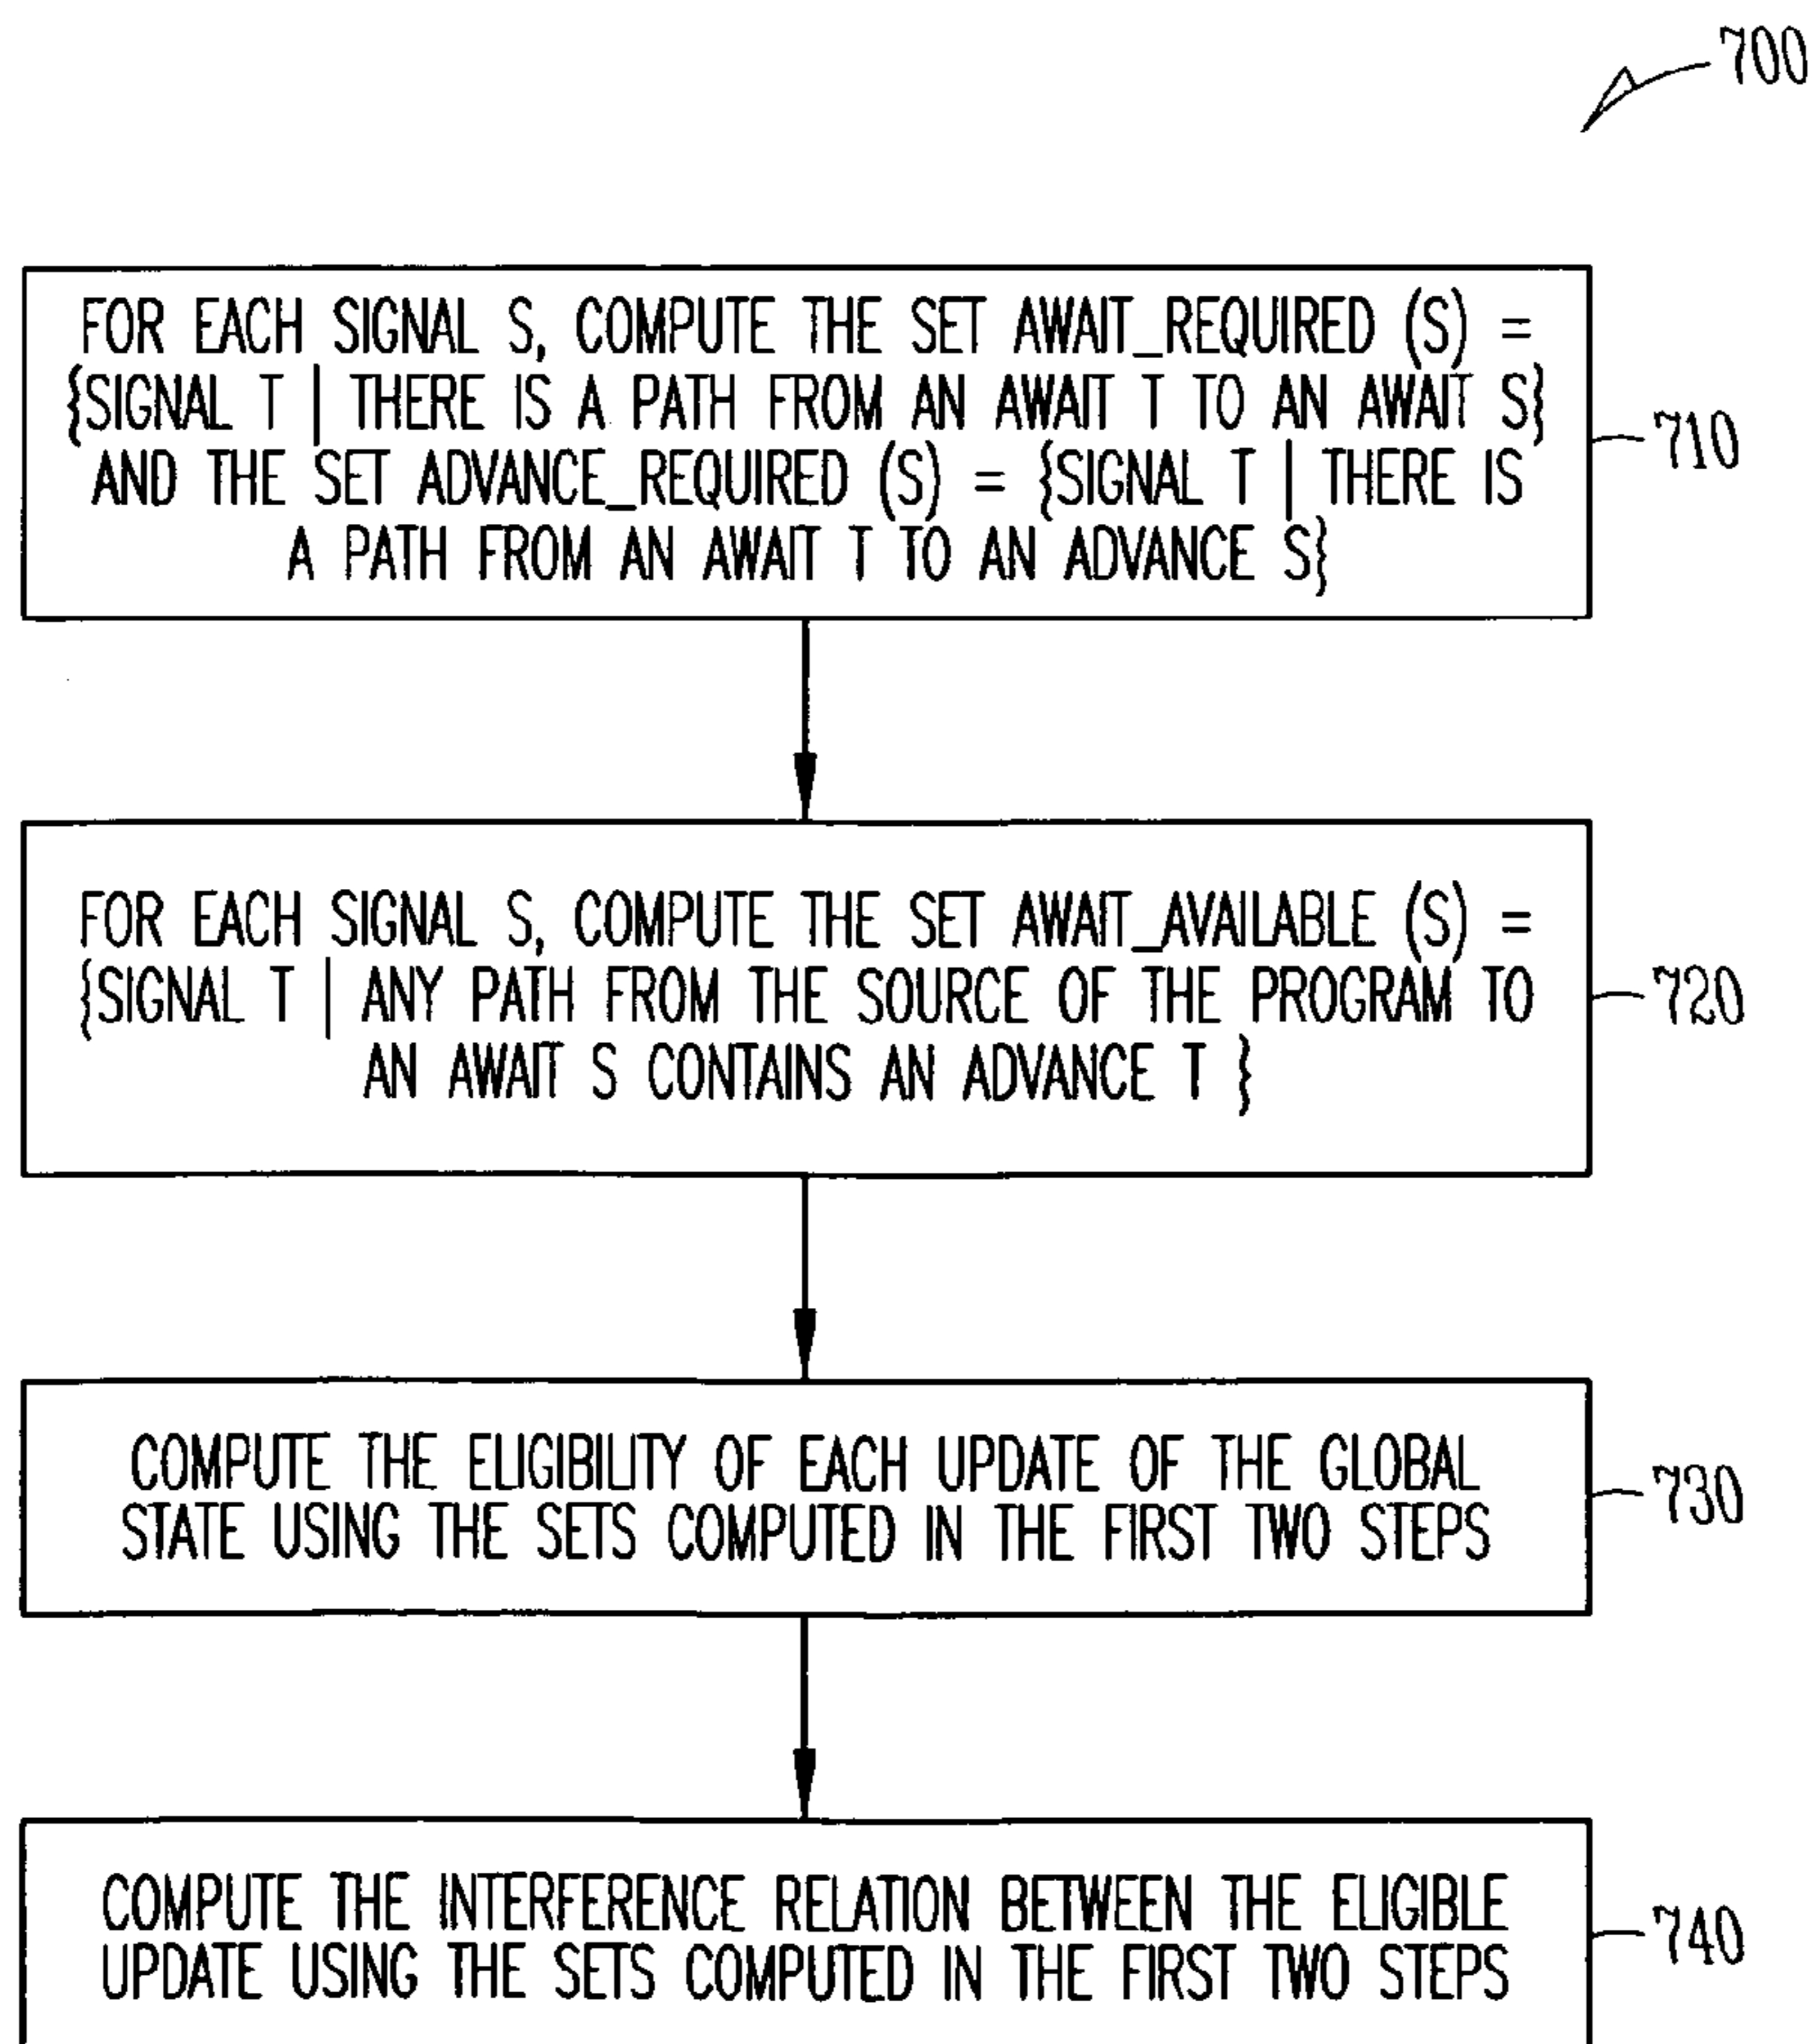 700
FOR EACH SIGNAL S, COMPUTE THE SET AWAIT_REQUIRED (S) =
{SIGNAL T | THERE IS A PATH FROM AN AWAIT T TO AN AWAIT S}
AND THE SET ADVANCE_REQUIRED (S) = {SIGNAL T | THERE IS
A PATH FROM AN AWAIT T TO AN ADVANCE S}
710
FOR EACH SIGNAL S, COMPUTE THE SET AWAIT_AVAILABLE (S) =
{SIGNAL T | ANY PATH FROM THE SOURCE OF THE PROGRAM TO
AN AWAIT S CONTAINS AN ADVANCE T }
720
COMPUTE THE ELIGIBILITY OF EACH UPDATE OF THE GLOBAL
STATE USING THE SETS COMPUTED IN THE FIRST TWO STEPS
730
COMPUTE THE INTERFERENCE RELATION BETWEEN THE ELIGIBLE
UPDATE USING THE SETS COMPUTED IN THE FIRST TWO STEPS
740